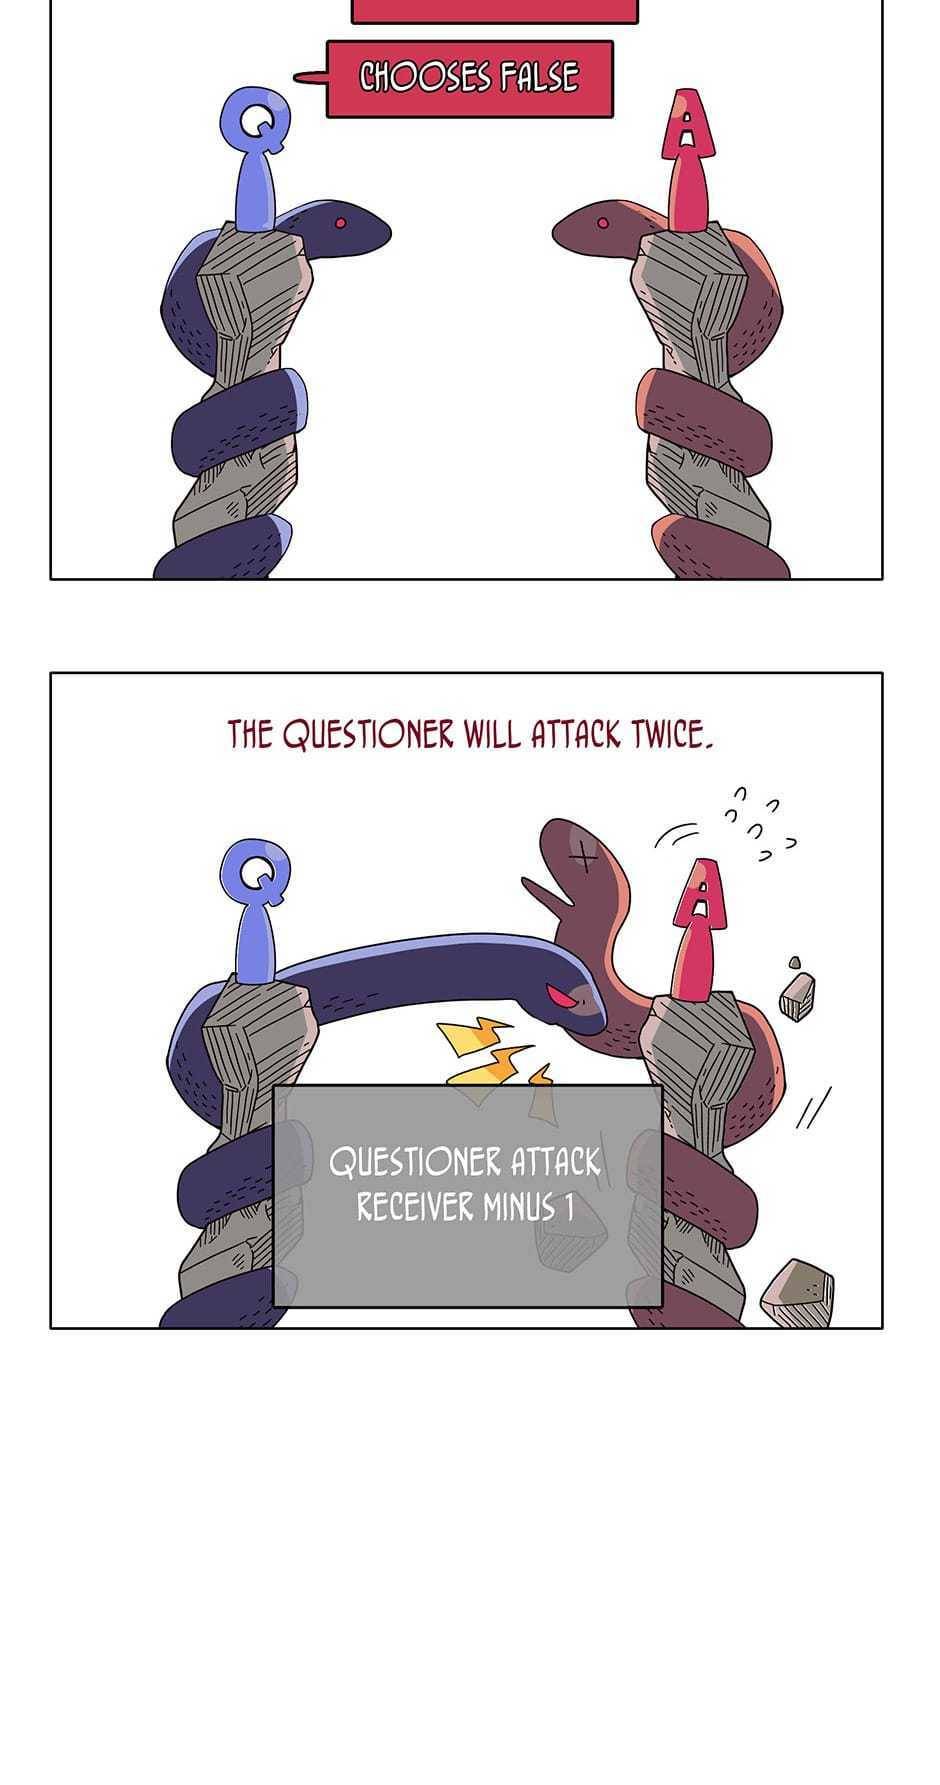 CHOOSES FALSE
Q
A
THE QUESTIONER WILL ATTACK TWICE.
Q
A
QUESTIONER ATTACK
RECEIVER MINUS 1